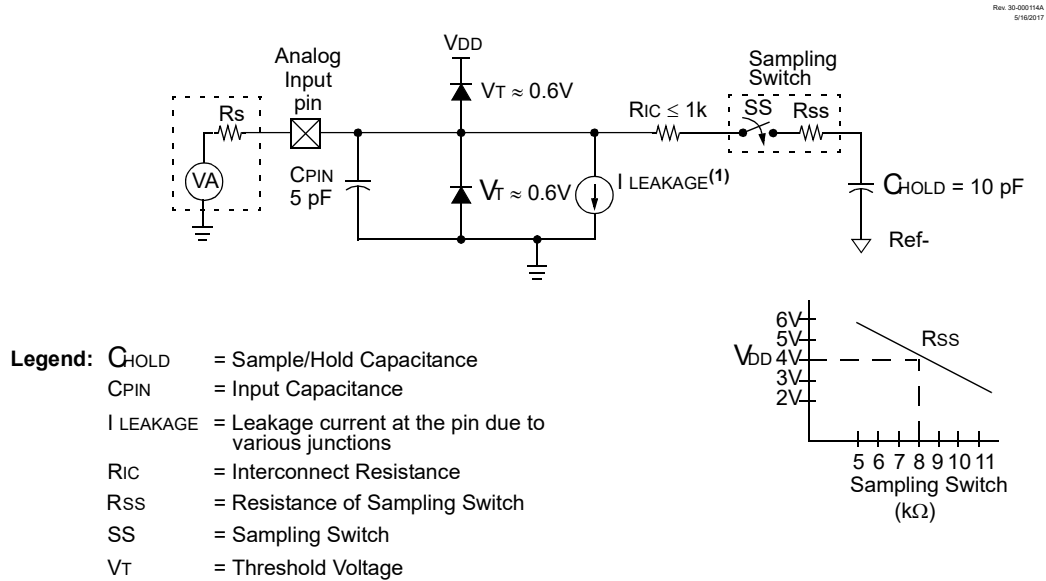 Rev. 30-000114A
5/16/2017
VDD
Sampling
Switch
Analog
Input
pin
VT ≈ 0.6V
Rs
RIC ≤ 1k
SS
Rss
VA
CPIN
5 pF
VT ≈ 0.6V
I LEAKAGE(1)
CHOLD = 10 pF
Ref-
Legend:
CHOLD = Sample/Hold Capacitance
CPIN = Input Capacitance
I LEAKAGE = Leakage current at the pin due to
various junctions
RIC = Interconnect Resistance
RSS = Resistance of Sampling Switch
SS = Sampling Switch
VT = Threshold Voltage
6V
5V
RSS
VDD 4V
3V
2V
5 6 7 8 9 10 11
Sampling Switch
(kΩ)